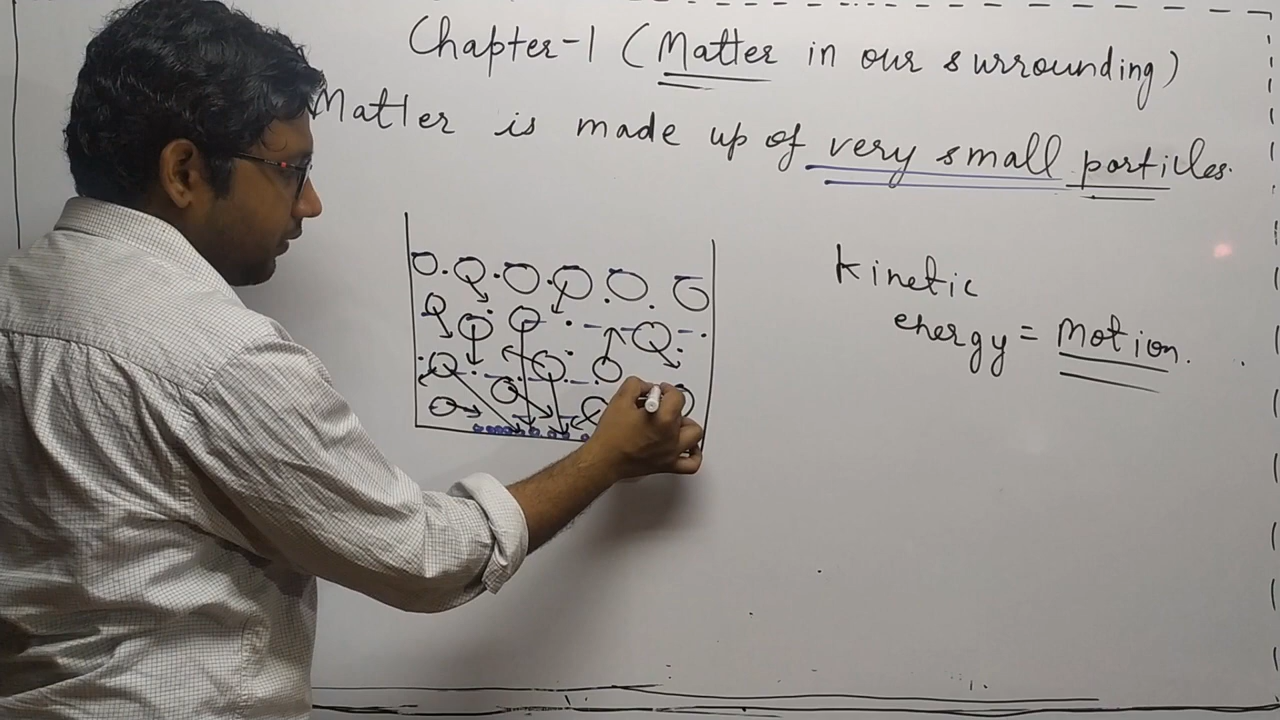 Chapter-1 (Matter in our surrounding)
Matter is made up of very small particles.
Kinetic
energy = Motion.